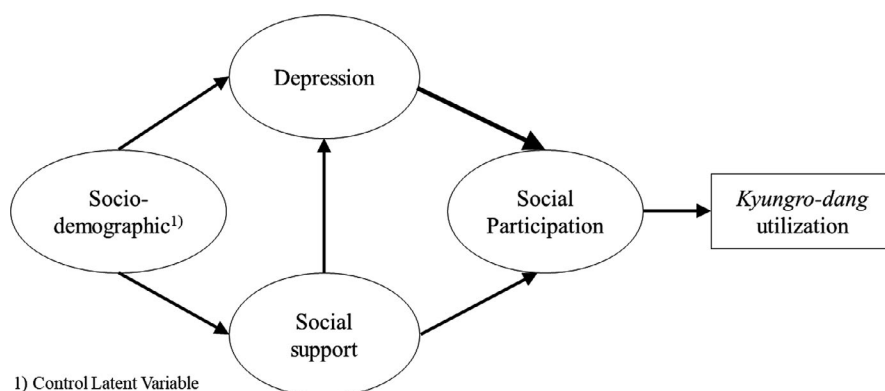 Depression
Socio-
demographic1)
Social
Participation
Kyungro-dang
utilization
Social
support
1) Control Latent Variable